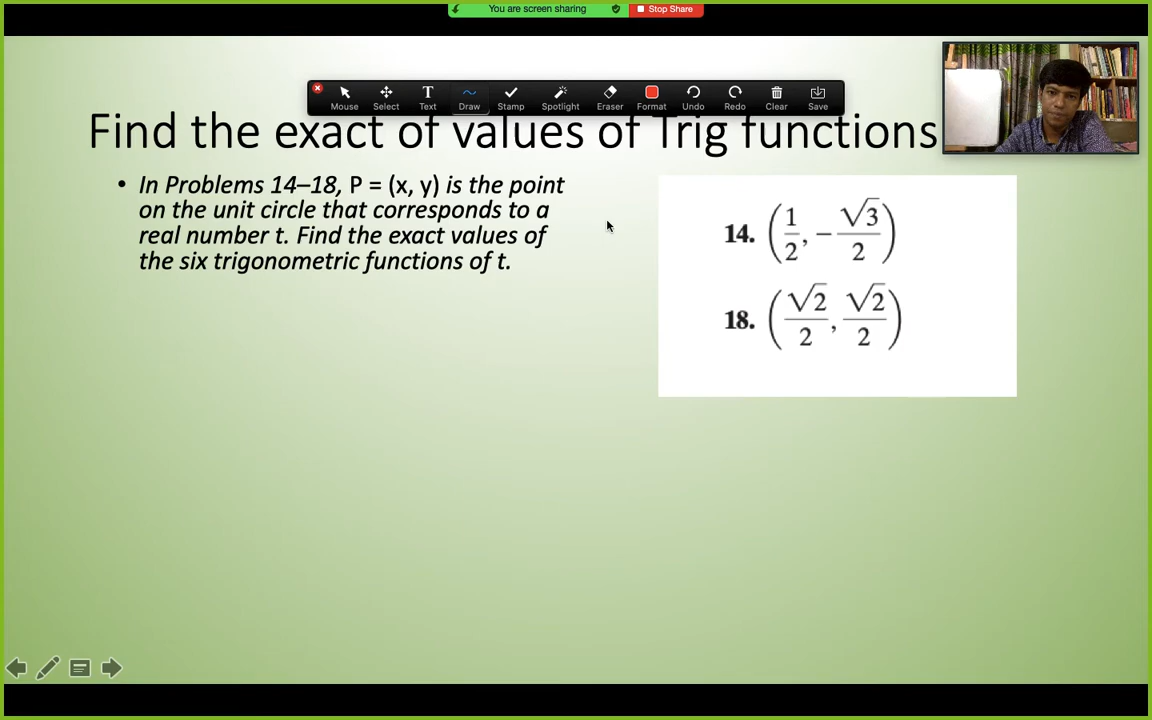 You are screen sharing Stop Share
Mouse Select Text Draw Stamp Spotlight Eraser Format Undo Redo Clear Save
Find the exact of values of Trig functions
• In Problems 14–18, P = (x, y) is the point
on the unit circle that corresponds to a
real number t. Find the exact values of
the six trigonometric functions of t.
14. (1/2, −√3/2)
18. (√2/2, √2/2)